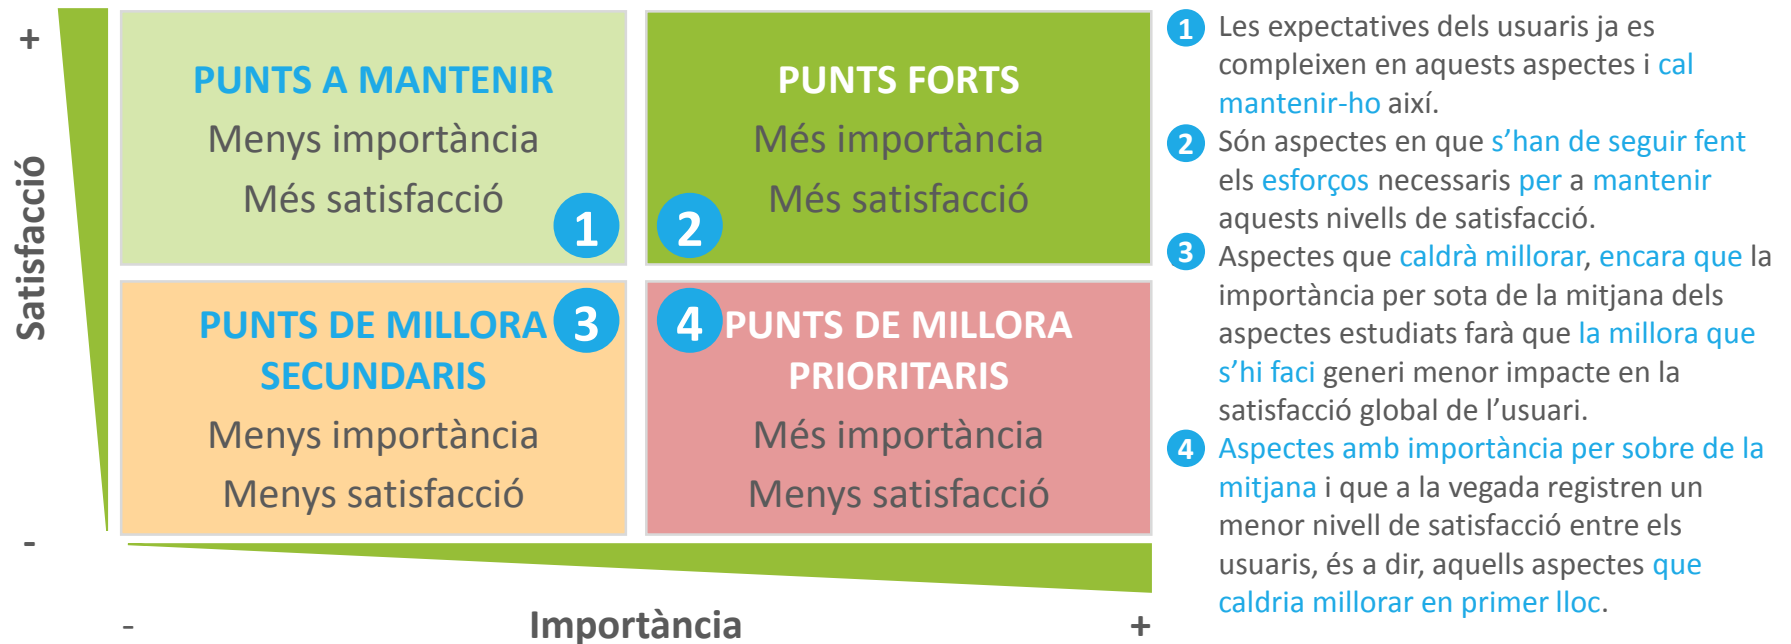 +
Satisfacció
-
PUNTS A MANTENIR
Menys importància
Més satisfacció
1
PUNTS FORTS
Més importància
Més satisfacció
2
PUNTS DE MILLORA
SECUNDARIS
Menys importància
Menys satisfacció
3
4
PUNTS DE MILLORA
PRIORITARIS
Més importància
Menys satisfacció
-
Importància
+
1 Les expectatives dels usuaris ja es
compleixen en aquests aspectes i cal
mantenir-ho així.
2 Són aspectes en que s’han de seguir fent
els esforços necessaris per a mantenir
aquests nivells de satisfacció.
3 Aspectes que caldrà millorar, encara que la
importància per sota de la mitjana dels
aspectes estudiats farà que la millora que
s’hi faci generi menor impacte en la
satisfacció global de l’usuari.
4 Aspectes amb importància per sobre de la
mitjana i que a la vegada registren un
menor nivell de satisfacció entre els
usuaris, és a dir, aquells aspectes que
caldria millorar en primer lloc.